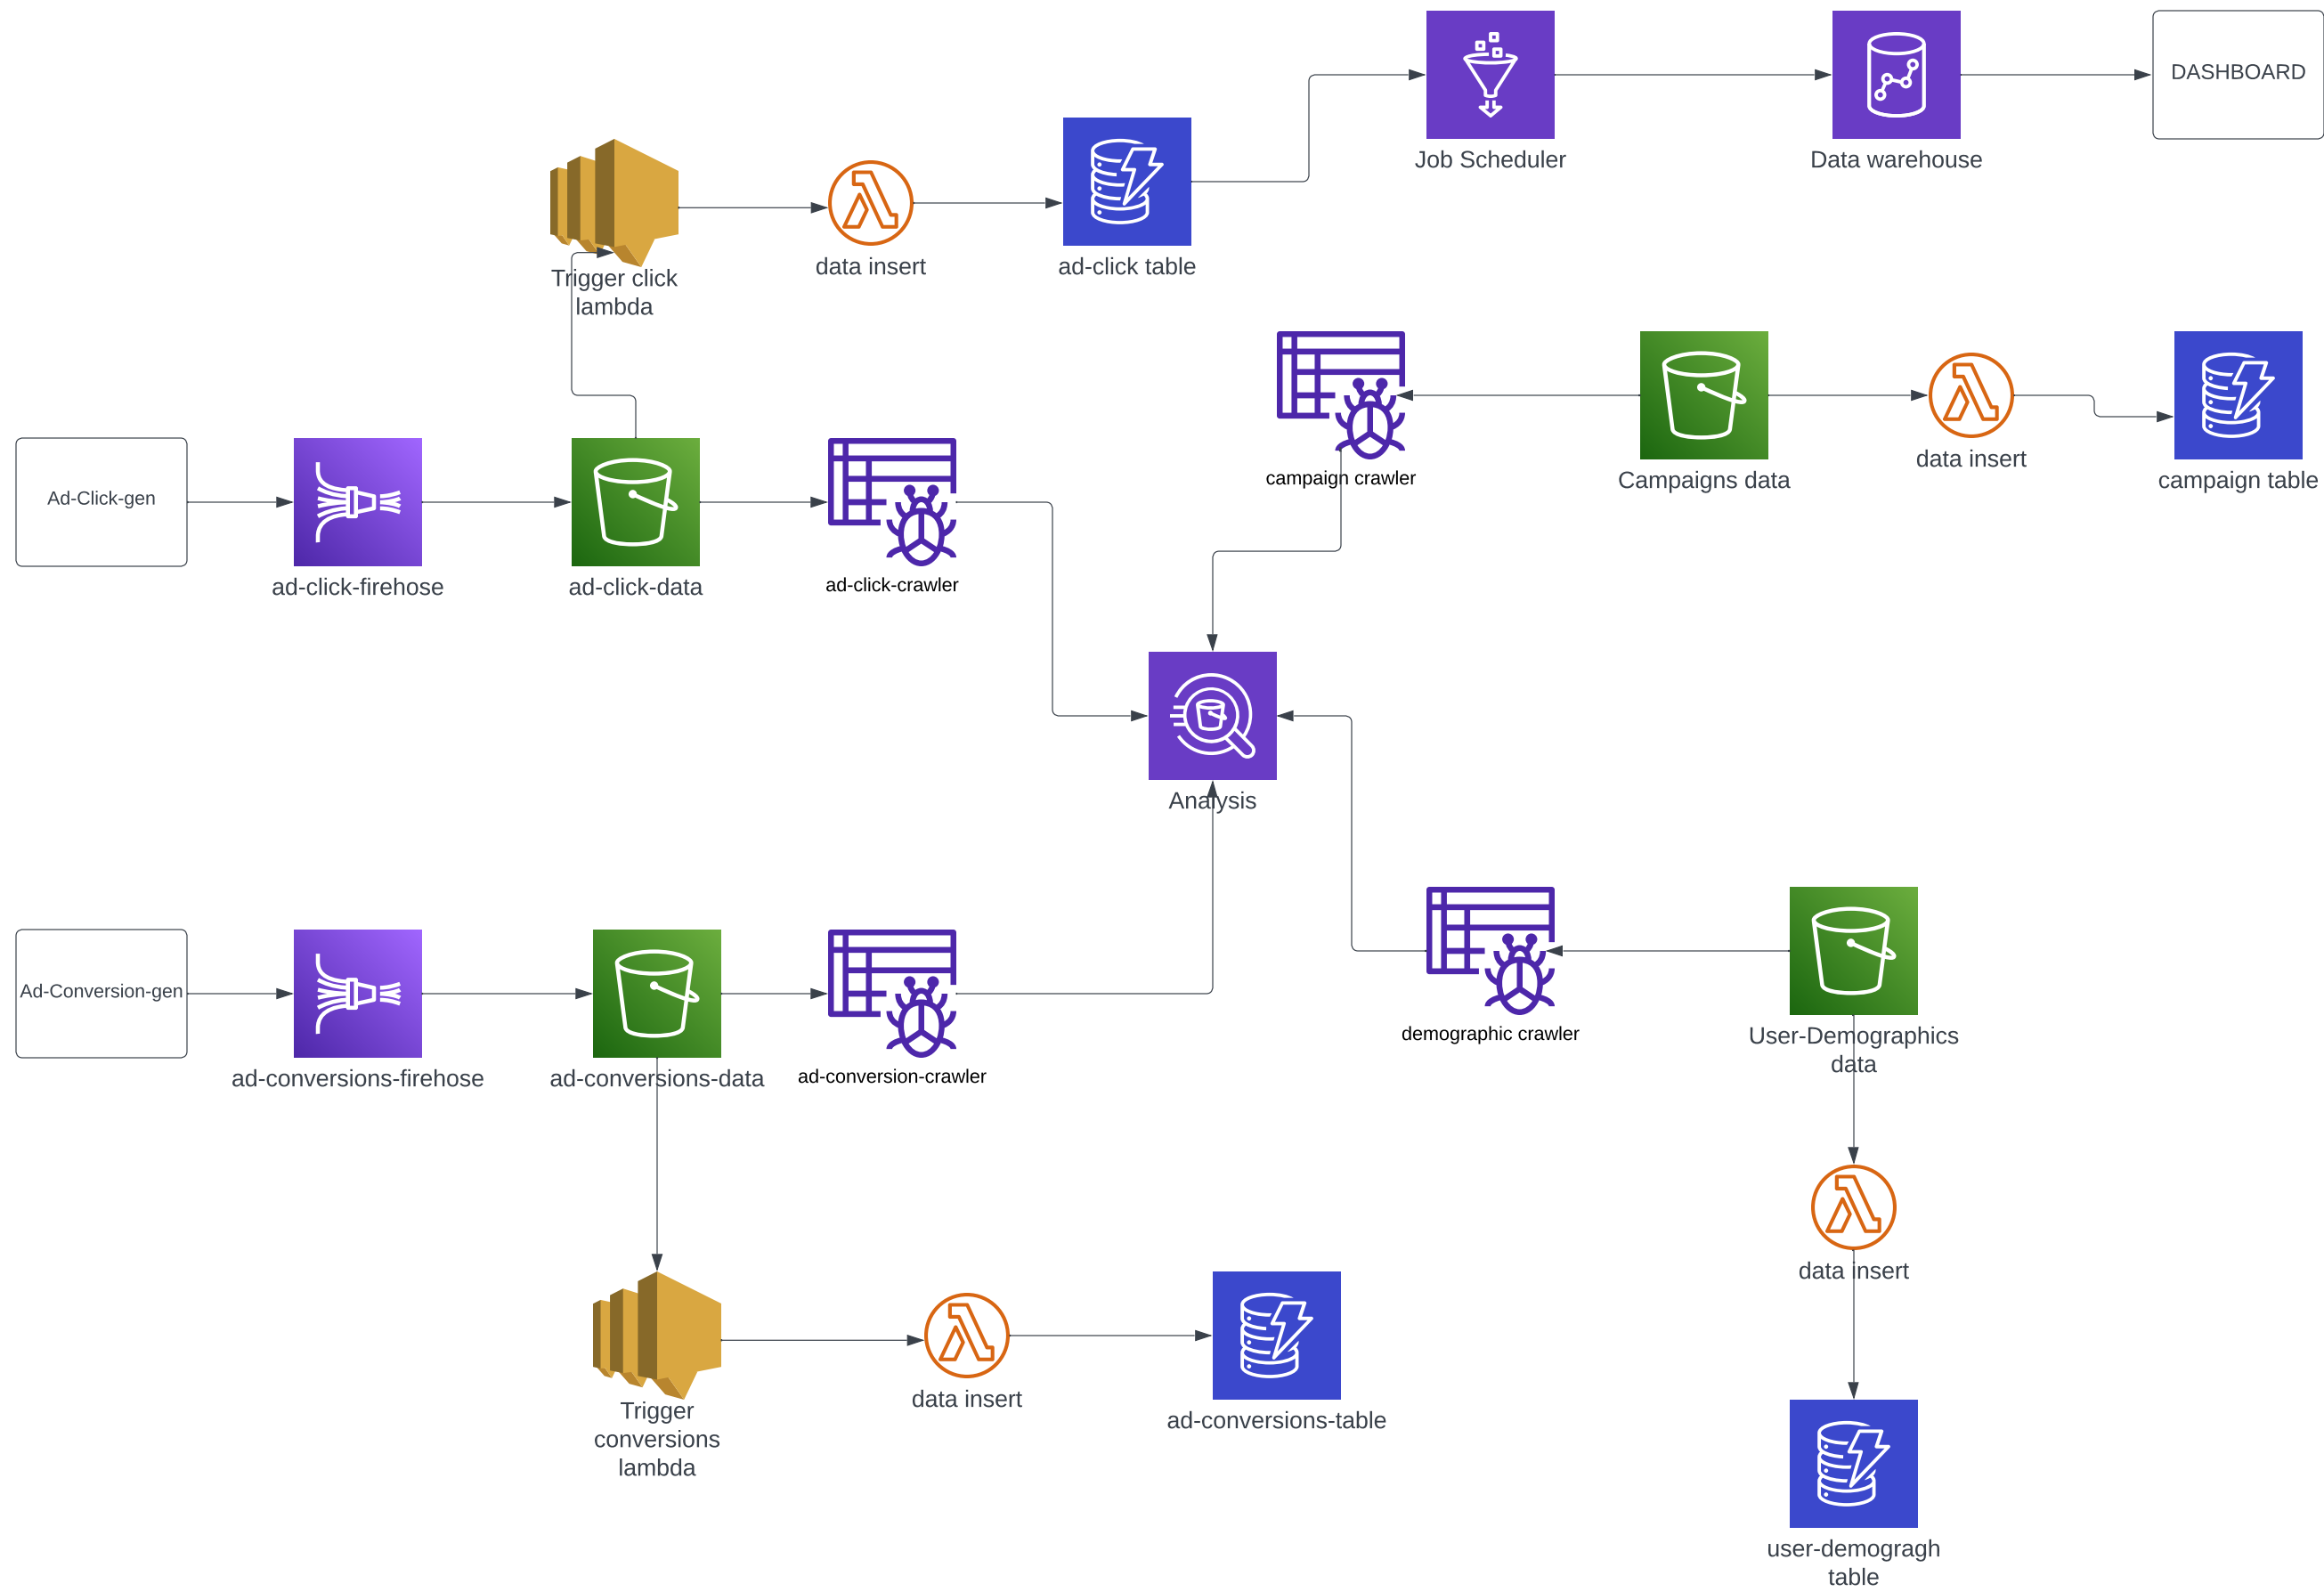 DASHBOARD
Job Scheduler
Data warehouse
Trigger click
lambda
data insert
ad-click table
Ad-Click-gen
ad-click-firehose
ad-click-data
ad-click-crawler
campaign crawler
Campaigns data
data insert
campaign table
Analysis
Ad-Conversion-gen
ad-conversions-firehose
ad-conversions-data
ad-conversion-crawler
demographic crawler
User-Demographics
data
data insert
Trigger
conversions
lambda
data insert
ad-conversions-table
user-demogragh
table